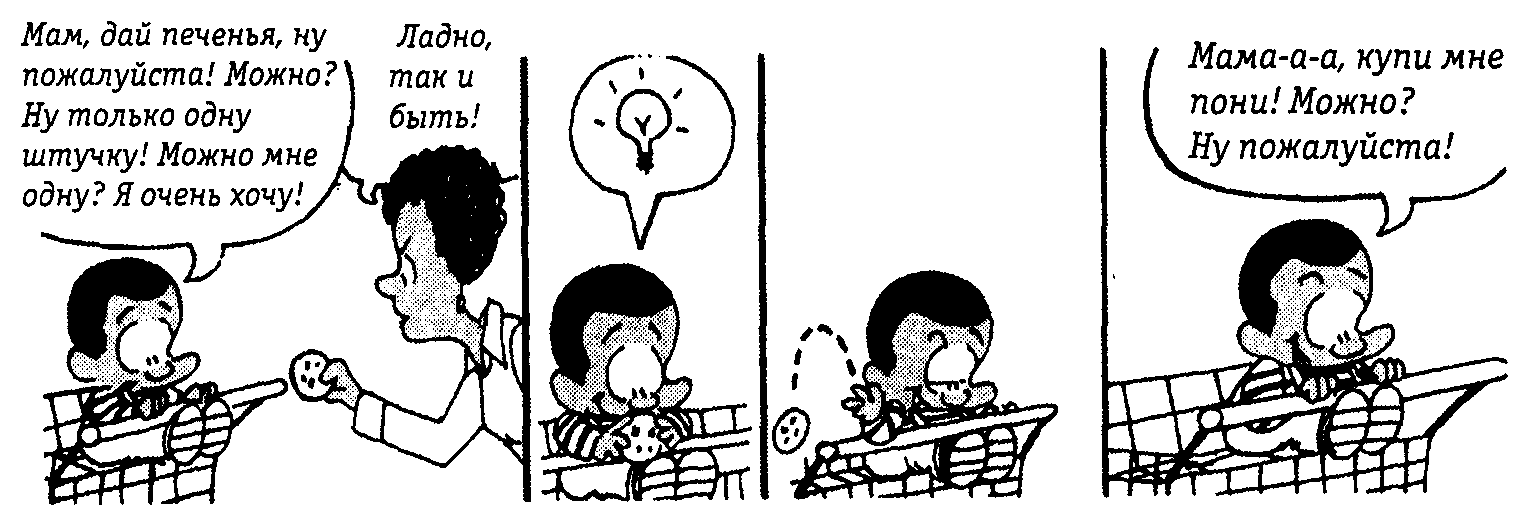 Мам, дай печенья, ну
пожалуйста! Можно?
Ну только одну
штучку! Можно мне
одну? Я очень хочу!
Ладно,
так и
быть!
Мама-а-а, купи мне
пони! Можно?
Ну пожалуйста!